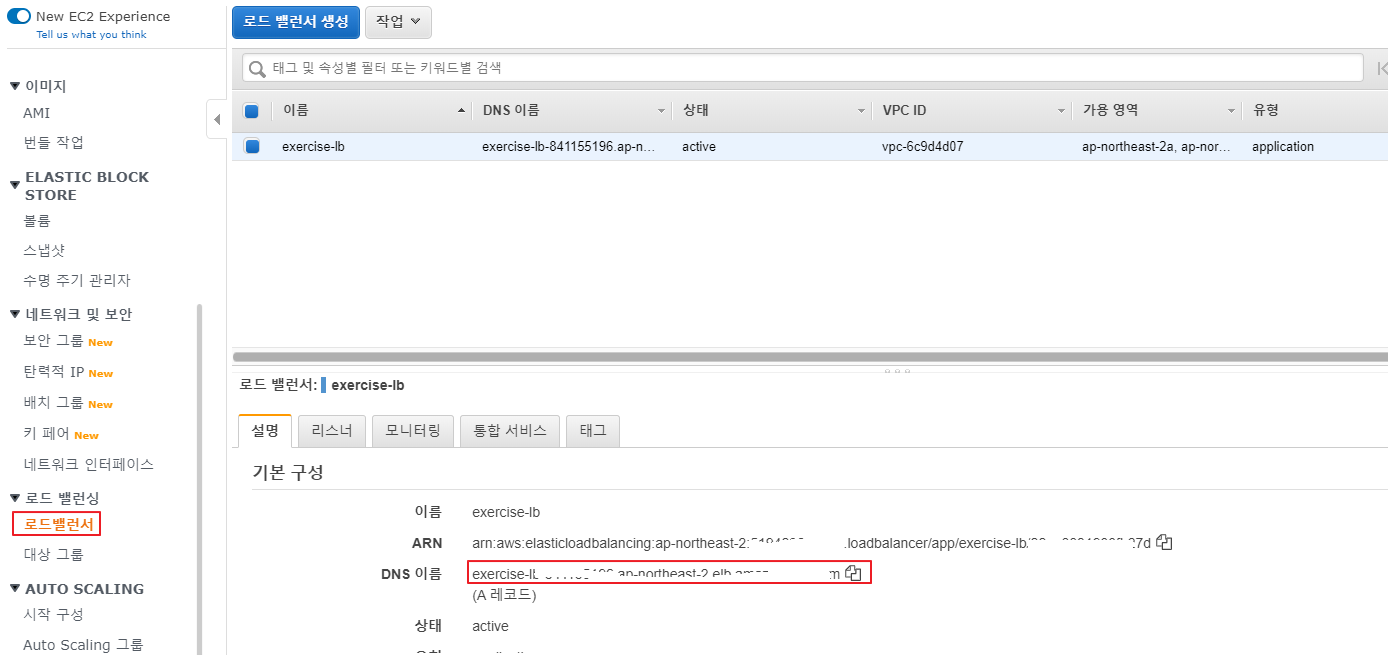 New EC2 Experience
Tell us what you think
이미지
AMI
번들 작업
ELASTIC BLOCK
STORE
볼륨
스냅샷
수명 주기 관리자
네트워크 및 보안
보안 그룹 New
탄력적 IP New
배치 그룹 New
키 페어 New
네트워크 인터페이스
로드 밸런싱
로드밸런서
대상 그룹
AUTO SCALING
시작 구성
Auto Scaling 그룹
로드 밸런서 생성 작업
태그 및 속성별 필터 또는 키워드별 검색
이름 DNS 이름 상태 VPC ID 가용 영역 유형
exercise-lb exercise-lb-841155196.ap-n... active vpc-6c9d4d07 ap-northeast-2a, ap-nor... application
로드 밸런서: exercise-lb
설명 리스너 모니터링 통합 서비스 태그
기본 구성
이름 exercise-lb
ARN arn:aws:elasticloadbalancing:ap-northeast-2: loadbalancer/app/exercise-lb/
DNS 이름 exercise-lb ap-northeast-2.elb
(A 레코드)
상태 active